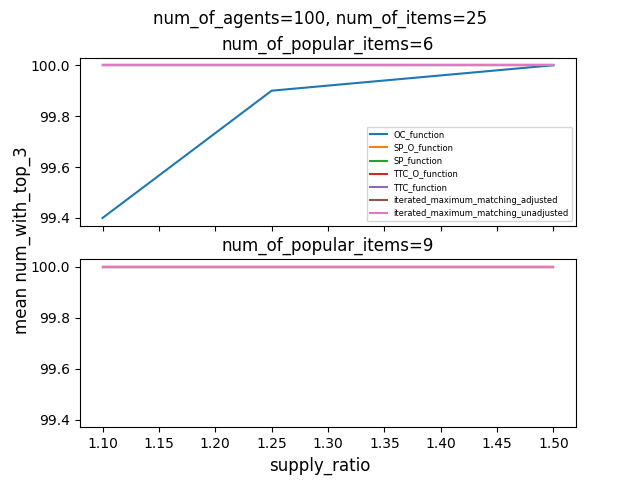 num_of_agents=100, num_of_items=25
num_of_popular_items=6
100.0
99.8
99.6
99.4
OC_function
SP_O_function
SP_function
TTC_O_function
TTC_function
iterated_maximum_matching_adjusted
iterated_maximum_matching_unadjusted
mean num_with_top_3
num_of_popular_items=9
100.0
99.8
99.6
99.4
1.10 1.15 1.20 1.25 1.30 1.35 1.40 1.45 1.50
supply_ratio